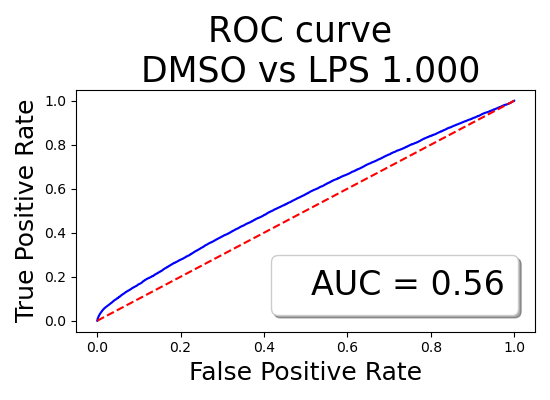 ROC curve
DMSO vs LPS 1.000
True Positive Rate
1.0
0.8
0.6
0.4
0.2
0.0
AUC = 0.56
0.0 0.2 0.4 0.6 0.8 1.0
False Positive Rate